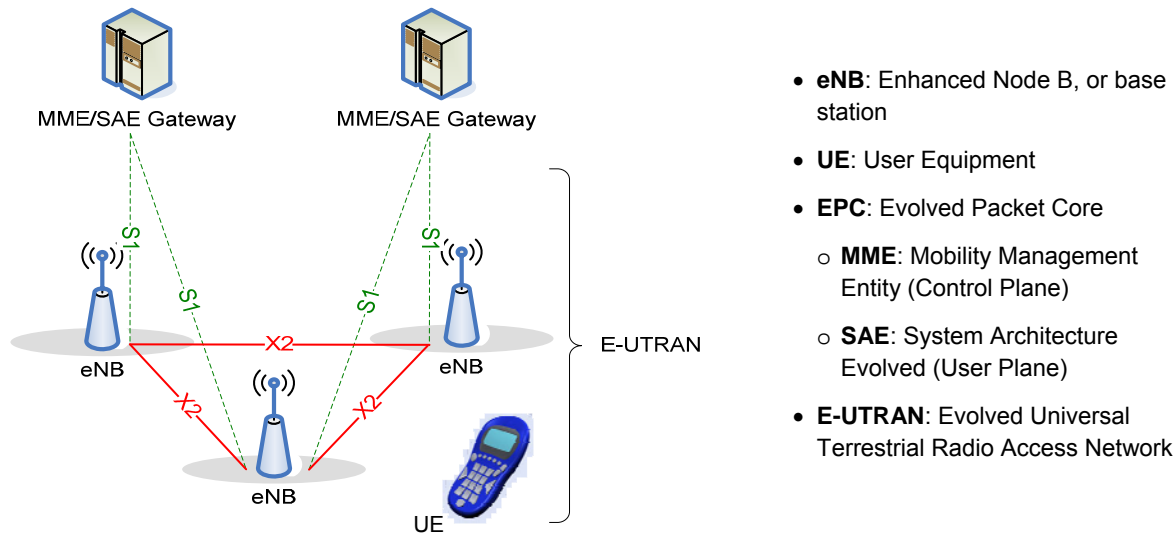 MME/SAE Gateway
MME/SAE Gateway
S1
S1
S1
S1
X2
eNB
eNB
X2
X2
eNB
UE
E-UTRAN
• eNB: Enhanced Node B, or base
station
• UE: User Equipment
• EPC: Evolved Packet Core
o MME: Mobility Management
Entity (Control Plane)
o SAE: System Architecture
Evolved (User Plane)
• E-UTRAN: Evolved Universal
Terrestrial Radio Access Network